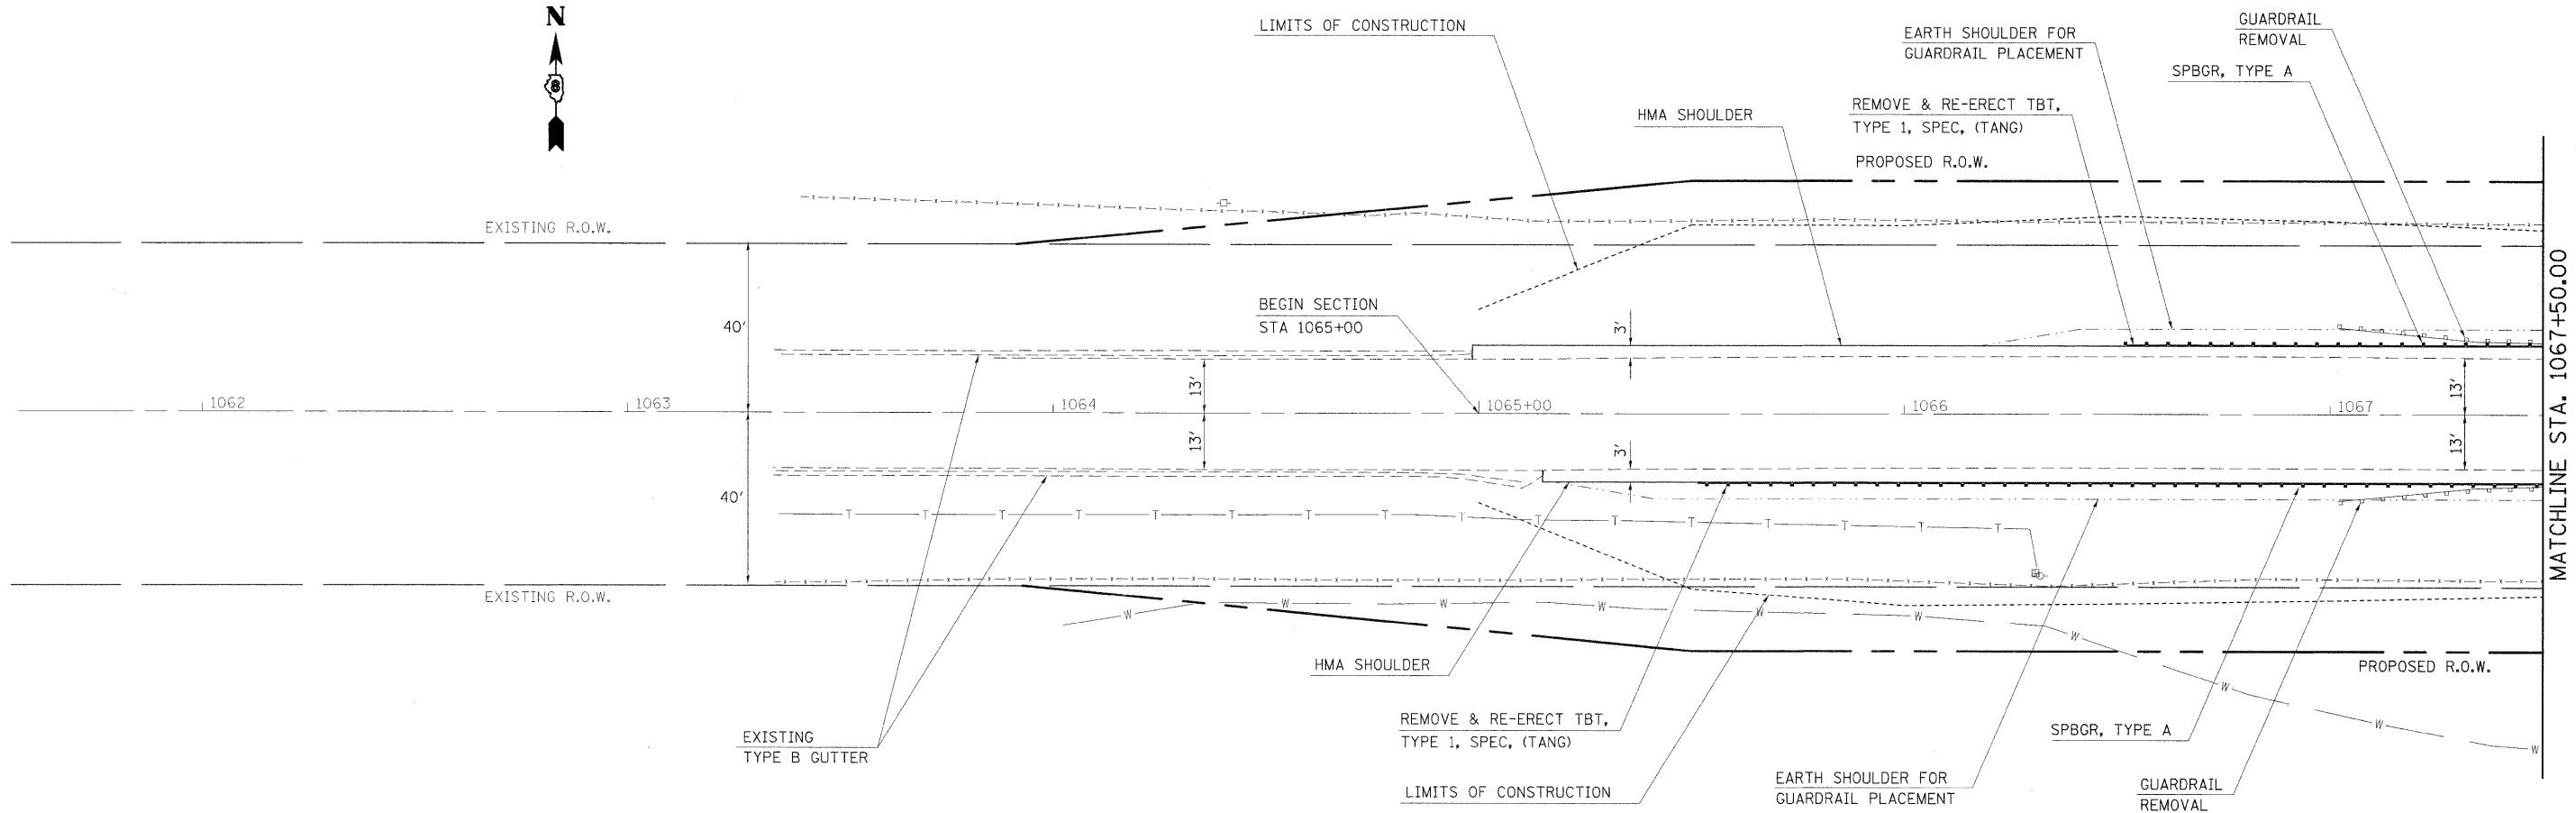 N
8
LIMITS OF CONSTRUCTION
EARTH SHOULDER FOR
GUARDRAIL PLACEMENT
GUARDRAIL
REMOVAL
SPBGR, TYPE A
HMA SHOULDER
REMOVE & RE-ERECT TBT,
TYPE 1, SPEC, (TANG)
PROPOSED R.O.W.
EXISTING R.O.W.
BEGIN SECTION
STA 1065+00
40'
3'
13'
13'
1062
1063
1064
1065+00
1066
1067
13'
3'
13'
40'
T T T T T T T T T T T T T T T T
EXISTING R.O.W.
W W W W W W W W W W
HMA SHOULDER
PROPOSED R.O.W.
EXISTING
TYPE B GUTTER
REMOVE & RE-ERECT TBT,
TYPE 1, SPEC, (TANG)
SPBGR, TYPE A
LIMITS OF CONSTRUCTION
EARTH SHOULDER FOR
GUARDRAIL PLACEMENT
GUARDRAIL
REMOVAL
MATCHLINE STA. 1067+50.00